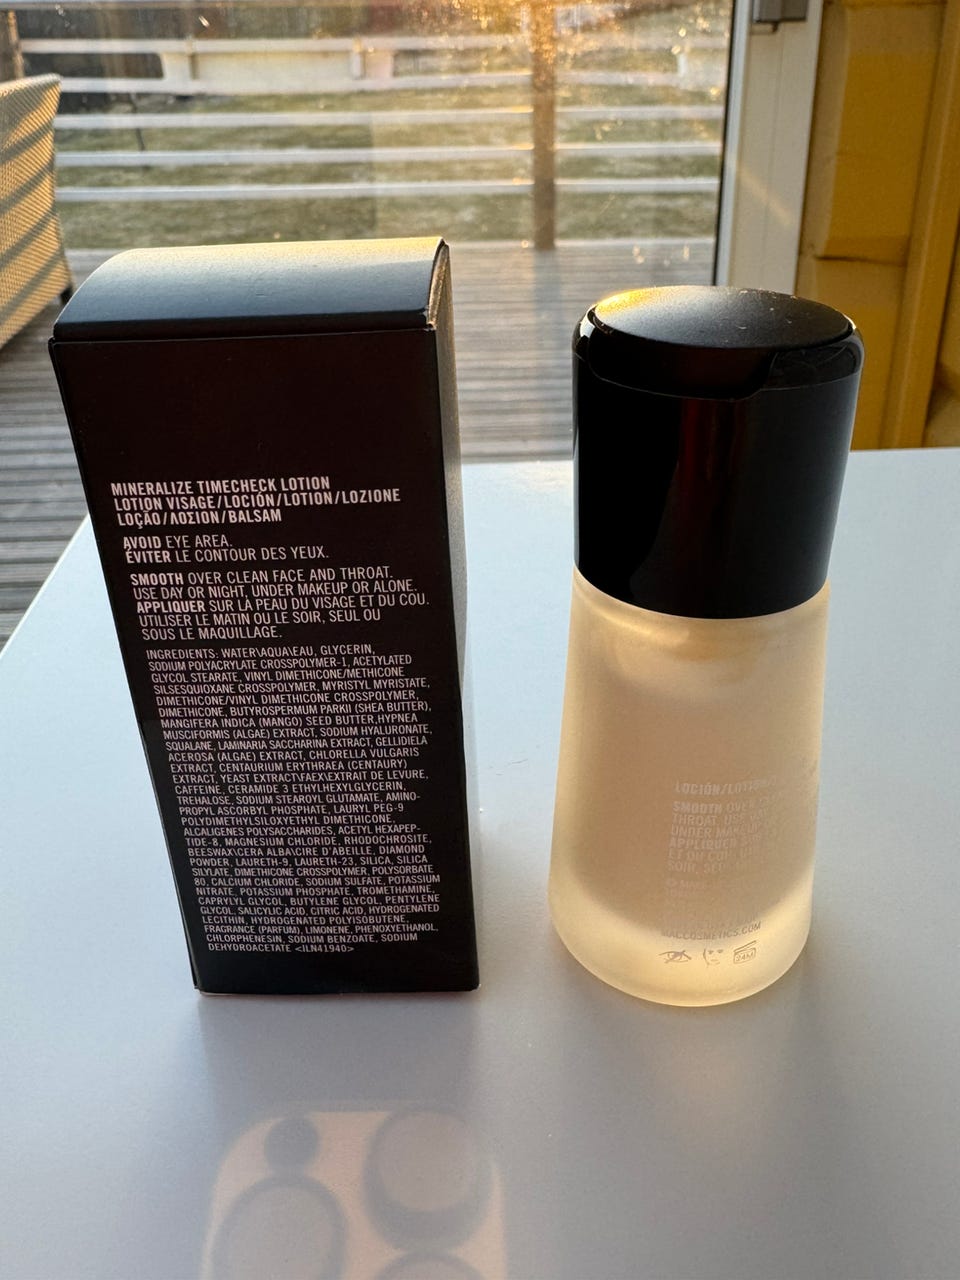 MINERALIZE TIMECHECK LOTION
LOTION VISAGE/LOCIÓN/LOTION/LOZIONE
LOÇÃO/ΛΟΣΙΟΝ/BALSAM
AVOID EYE AREA.
ÉVITER LE CONTOUR DES YEUX.
SMOOTH OVER CLEAN FACE AND THROAT.
USE DAY OR NIGHT, UNDER MAKEUP OR ALONE.
APPLIQUER SUR LA PEAU DU VISAGE ET DU COU.
UTILISER LE MATIN OU LE SOIR, SEUL OU
SOUS LE MAQUILLAGE.
INGREDIENTS: WATER\AQUA\EAU, GLYCERIN,
SODIUM POLYACRYLATE CROSSPOLYMER-1, ACETYLATED
GLYCOL STEARATE, VINYL DIMETHICONE/METHICONE
SILSESQUIOXANE CROSSPOLYMER, MYRISTYL MYRISTATE,
DIMETHICONE/VINYL DIMETHICONE CROSSPOLYMER,
DIMETHICONE, BUTYROSPERMUM PARKII (SHEA BUTTER),
MANGIFERA INDICA (MANGO) SEED BUTTER,HYPNEA
MUSCIFORMIS (ALGAE) EXTRACT, SODIUM HYALURONATE,
SQUALANE, LAMINARIA SACCHARINA EXTRACT, GELLIDIELA
ACEROSA (ALGAE) EXTRACT, CHLORELLA VULGARIS
EXTRACT, CENTAURIUM ERYTHRAEA (CENTAURY)
EXTRACT, YEAST EXTRACT\FAEX\EXTRAIT DE LEVURE,
CAFFEINE, CERAMIDE 3 ETHYLHEXYLGLYCERIN,
TREHALOSE, SODIUM STEAROYL GLUTAMATE, AMINO-
PROPYL ASCORBYL PHOSPHATE, LAURYL PEG-9
POLYDIMETHYLSILOXYETHYL DIMETHICONE,
ALCALIGENES POLYSACCHARIDES, ACETYL HEXAPEP-
TIDE-8, MAGNESIUM CHLORIDE, RHODOCHROSITE,
BEESWAX\CERA ALBA\CIRE D'ABEILLE, DIAMOND
POWDER, LAURETH-9, LAURETH-23, SILICA, SILICA
SILYLATE, DIMETHICONE CROSSPOLYMER, POLYSORBATE
80, CALCIUM CHLORIDE, SODIUM SULFATE, POTASSIUM
NITRATE, POTASSIUM PHOSPHATE, TROMETHAMINE,
CAPRYLYL GLYCOL, BUTYLENE GLYCOL, PENTYLENE
GLYCOL, SALICYLIC ACID, CITRIC ACID, HYDROGENATED
LECITHIN, HYDROGENATED POLYISOBUTENE,
FRAGRANCE (PARFUM), LIMONENE, PHENOXYETHANOL,
CHLORPHENESIN, SODIUM BENZOATE, SODIUM
DEHYDROACETATE <ILN41940>
LOCIÓN/LOTION
SMOOTH OVER
THROAT. USE
UNDER
APPLIQUER
ET DU COU.
SOIR,
MACCOSMETICS.COM
24M